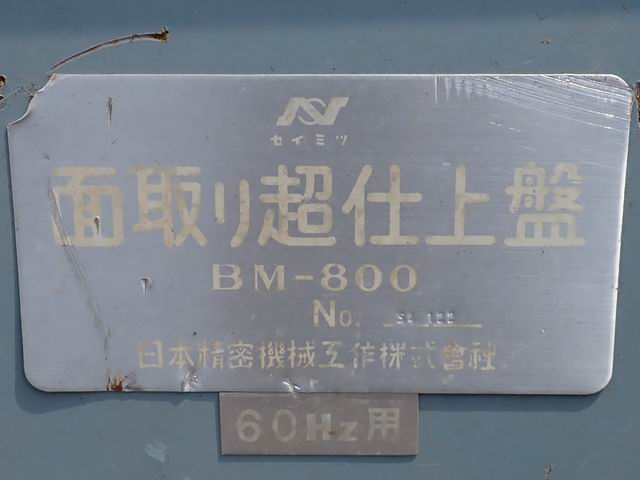 セイミツ
面取り超仕上盤
BM-800
No.
日本精密機械工作株式會社
60Hz用